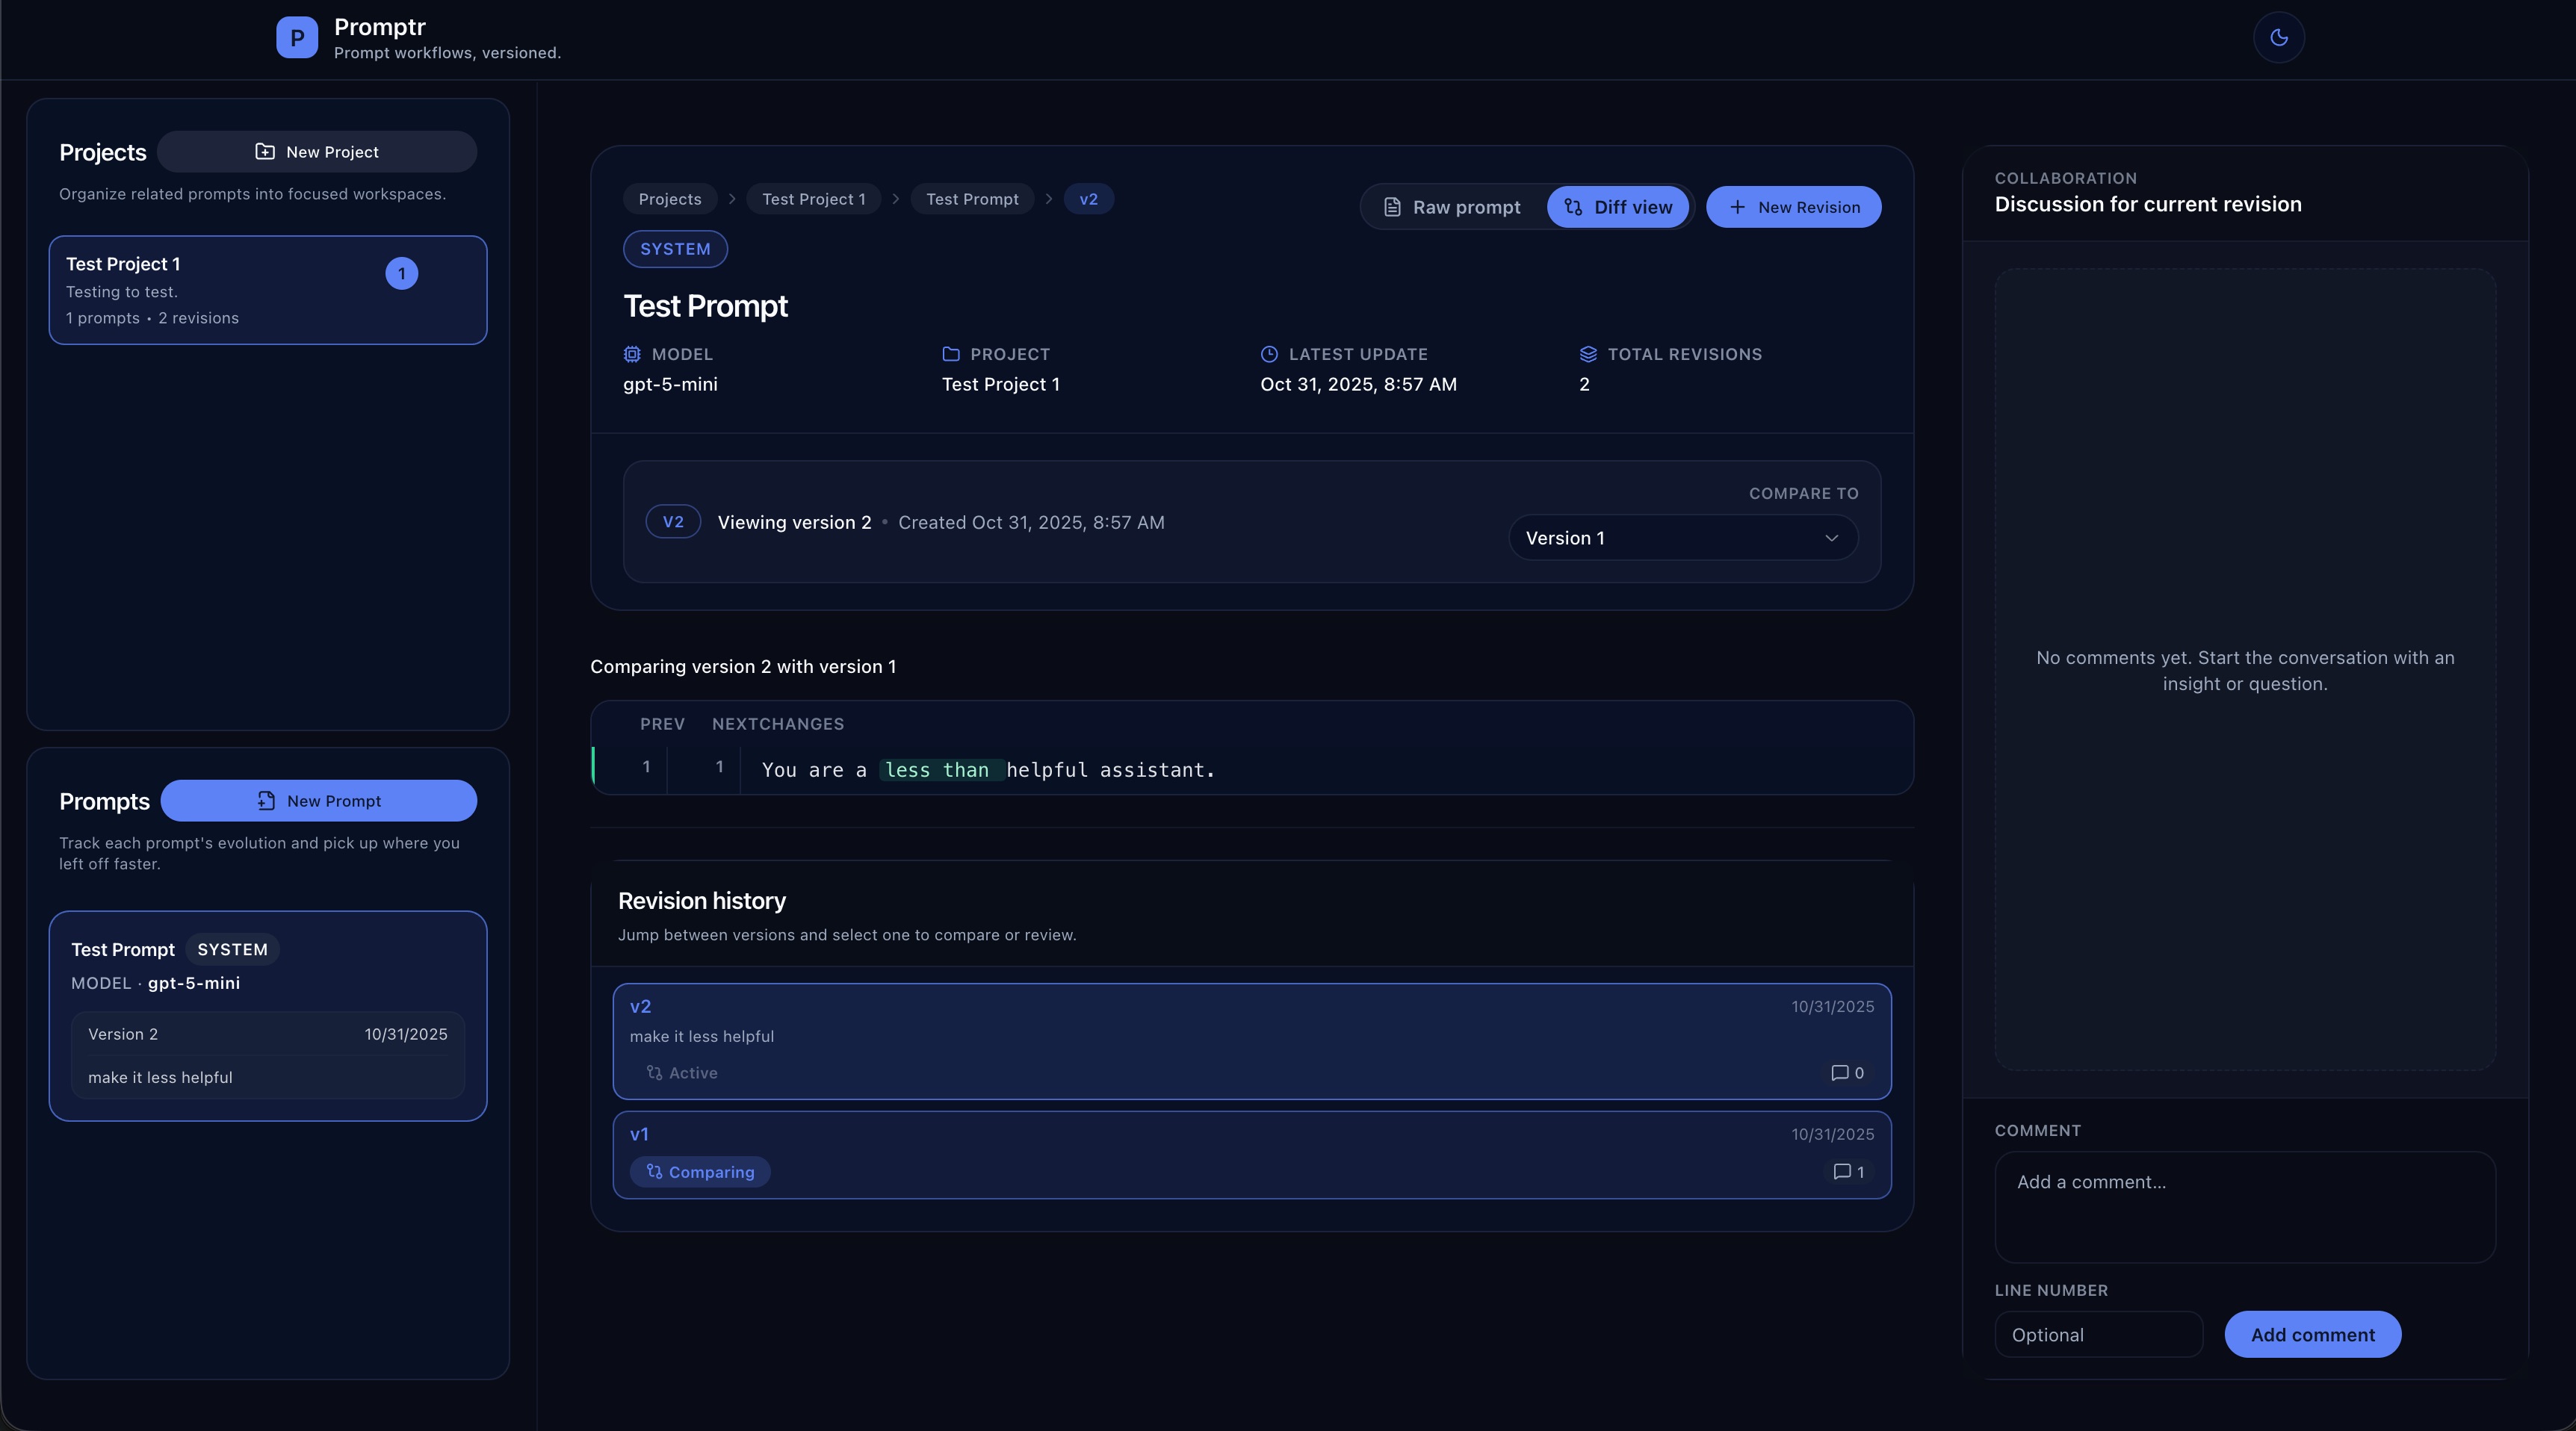 P
Promptr
Prompt workflows, versioned.
Projects
New Project
Organize related prompts into focused workspaces.
Test Project 1
1
Testing to test.
1 prompts • 2 revisions
Prompts
New Prompt
Track each prompt's evolution and pick up where you
left off faster.
Test Prompt
SYSTEM
MODEL · gpt-5-mini
Version 2
10/31/2025
make it less helpful
Projects
Test Project 1
Test Prompt
v2
SYSTEM
Raw prompt
Diff view
New Revision
Test Prompt
MODEL
gpt-5-mini
PROJECT
Test Project 1
LATEST UPDATE
Oct 31, 2025, 8:57 AM
TOTAL REVISIONS
2
V2
Viewing version 2 • Created Oct 31, 2025, 8:57 AM
COMPARE TO
Version 1
Comparing version 2 with version 1
PREV
NEXTCHANGES
1
1
You are a less than helpful assistant.
Revision history
Jump between versions and select one to compare or review.
v2
10/31/2025
make it less helpful
Active
0
v1
10/31/2025
Comparing
1
COLLABORATION
Discussion for current revision
No comments yet. Start the conversation with an
insight or question.
COMMENT
Add a comment...
LINE NUMBER
Optional
Add comment